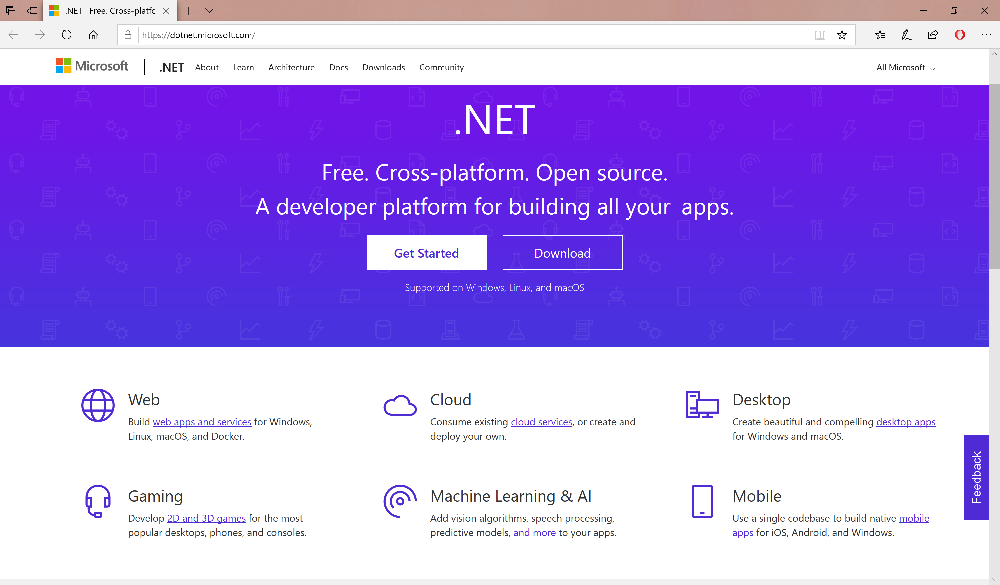 .NET | Free. Cross-platfc
https://dotnet.microsoft.com/
Microsoft
.NET About Learn Architecture Docs Downloads Community
All Microsoft
.NET
Free. Cross-platform. Open source.
A developer platform for building all your apps.
Get Started
Download
Supported on Windows, Linux, and macOS
Web
Build web apps and services for Windows,
Linux, macOS, and Docker.
Cloud
Consume existing cloud services, or create and
deploy your own.
Desktop
Create beautiful and compelling desktop apps
for Windows and macOS.
Gaming
Develop 2D and 3D games for the most
popular desktops, phones, and consoles.
Machine Learning & AI
Add vision algorithms, speech processing,
predictive models, and more to your apps.
Mobile
Use a single codebase to build native mobile
apps for iOS, Android, and Windows.
Feedback